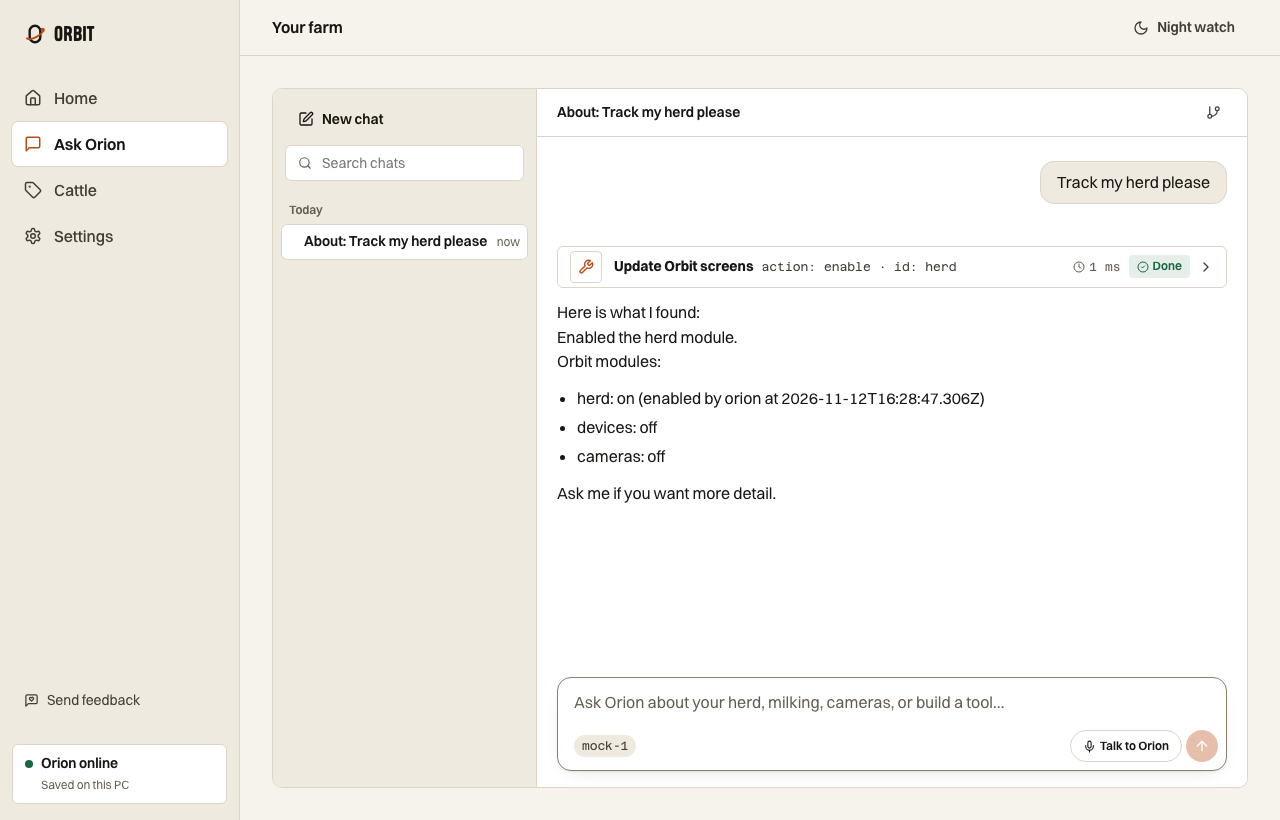 ORBIT
Home
Ask Orion
Cattle
Settings
Send feedback
Orion online
Saved on this PC
Your farm
Night watch
New chat
Search chats
Today
About: Track my herd please now
About: Track my herd please
Track my herd please
Update Orbit screens action: enable · id: herd 1 ms Done
Here is what I found:
Enabled the herd module.
Orbit modules:
• herd: on (enabled by orion at 2026-11-12T16:28:47.306Z)
• devices: off
• cameras: off
Ask me if you want more detail.
Ask Orion about your herd, milking, cameras, or build a tool...
mock-1
Talk to Orion